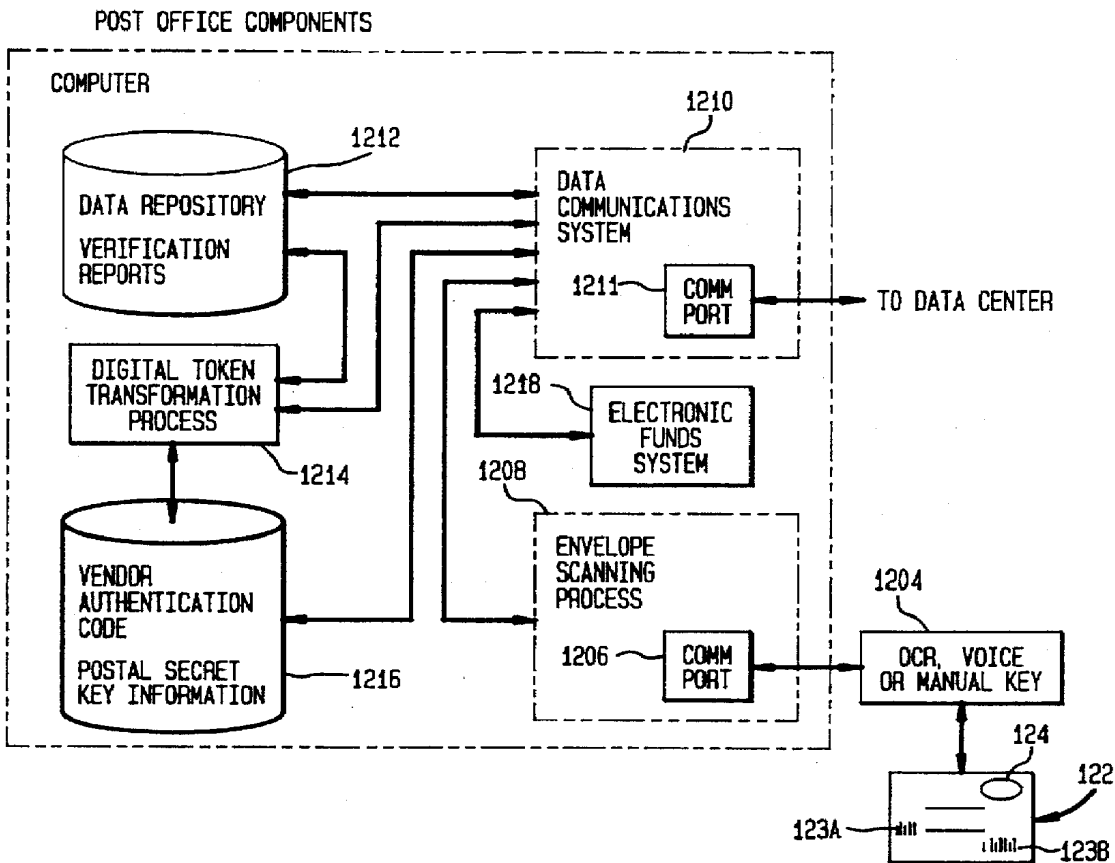 POST OFFICE COMPONENTS
COMPUTER
1212
DATA REPOSITORY
VERIFICATION
REPORTS
1210
DATA
COMMUNICATIONS
SYSTEM
1211
COMM
PORT
TO DATA CENTER
DIGITAL TOKEN
TRANSFORMATION
PROCESS
1214
1218
ELECTRONIC
FUNDS
SYSTEM
1208
VENDOR
AUTHENTICATION
CODE
POSTAL SECRET
KEY INFORMATION
1216
ENVELOPE
SCANNING
PROCESS
1206
COMM
PORT
1204
OCR, VOICE
OR MANUAL KEY
124
122
123A
123B